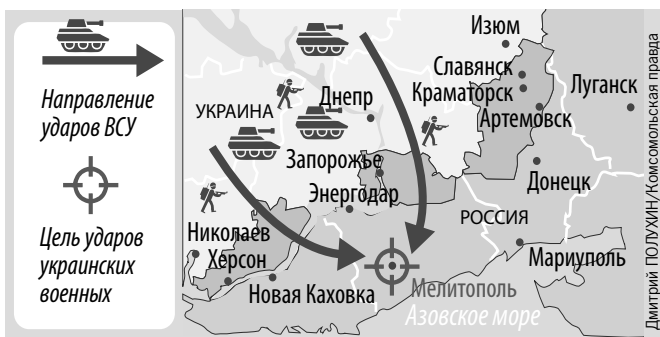 Направление
ударов ВСУ
Цель ударов
украинских
военных
Изюм
Славянск
Краматорск
Луганск
УКРАИНА
Днепр
Артемовск
Запорожье
Донецк
Энергодар
РОССИЯ
Николаев
Херсон
Мариуполь
Новая Каховка
Мелитополь
Азовское море
Дмитрий ПОЛУХИН/Комсомольская правда